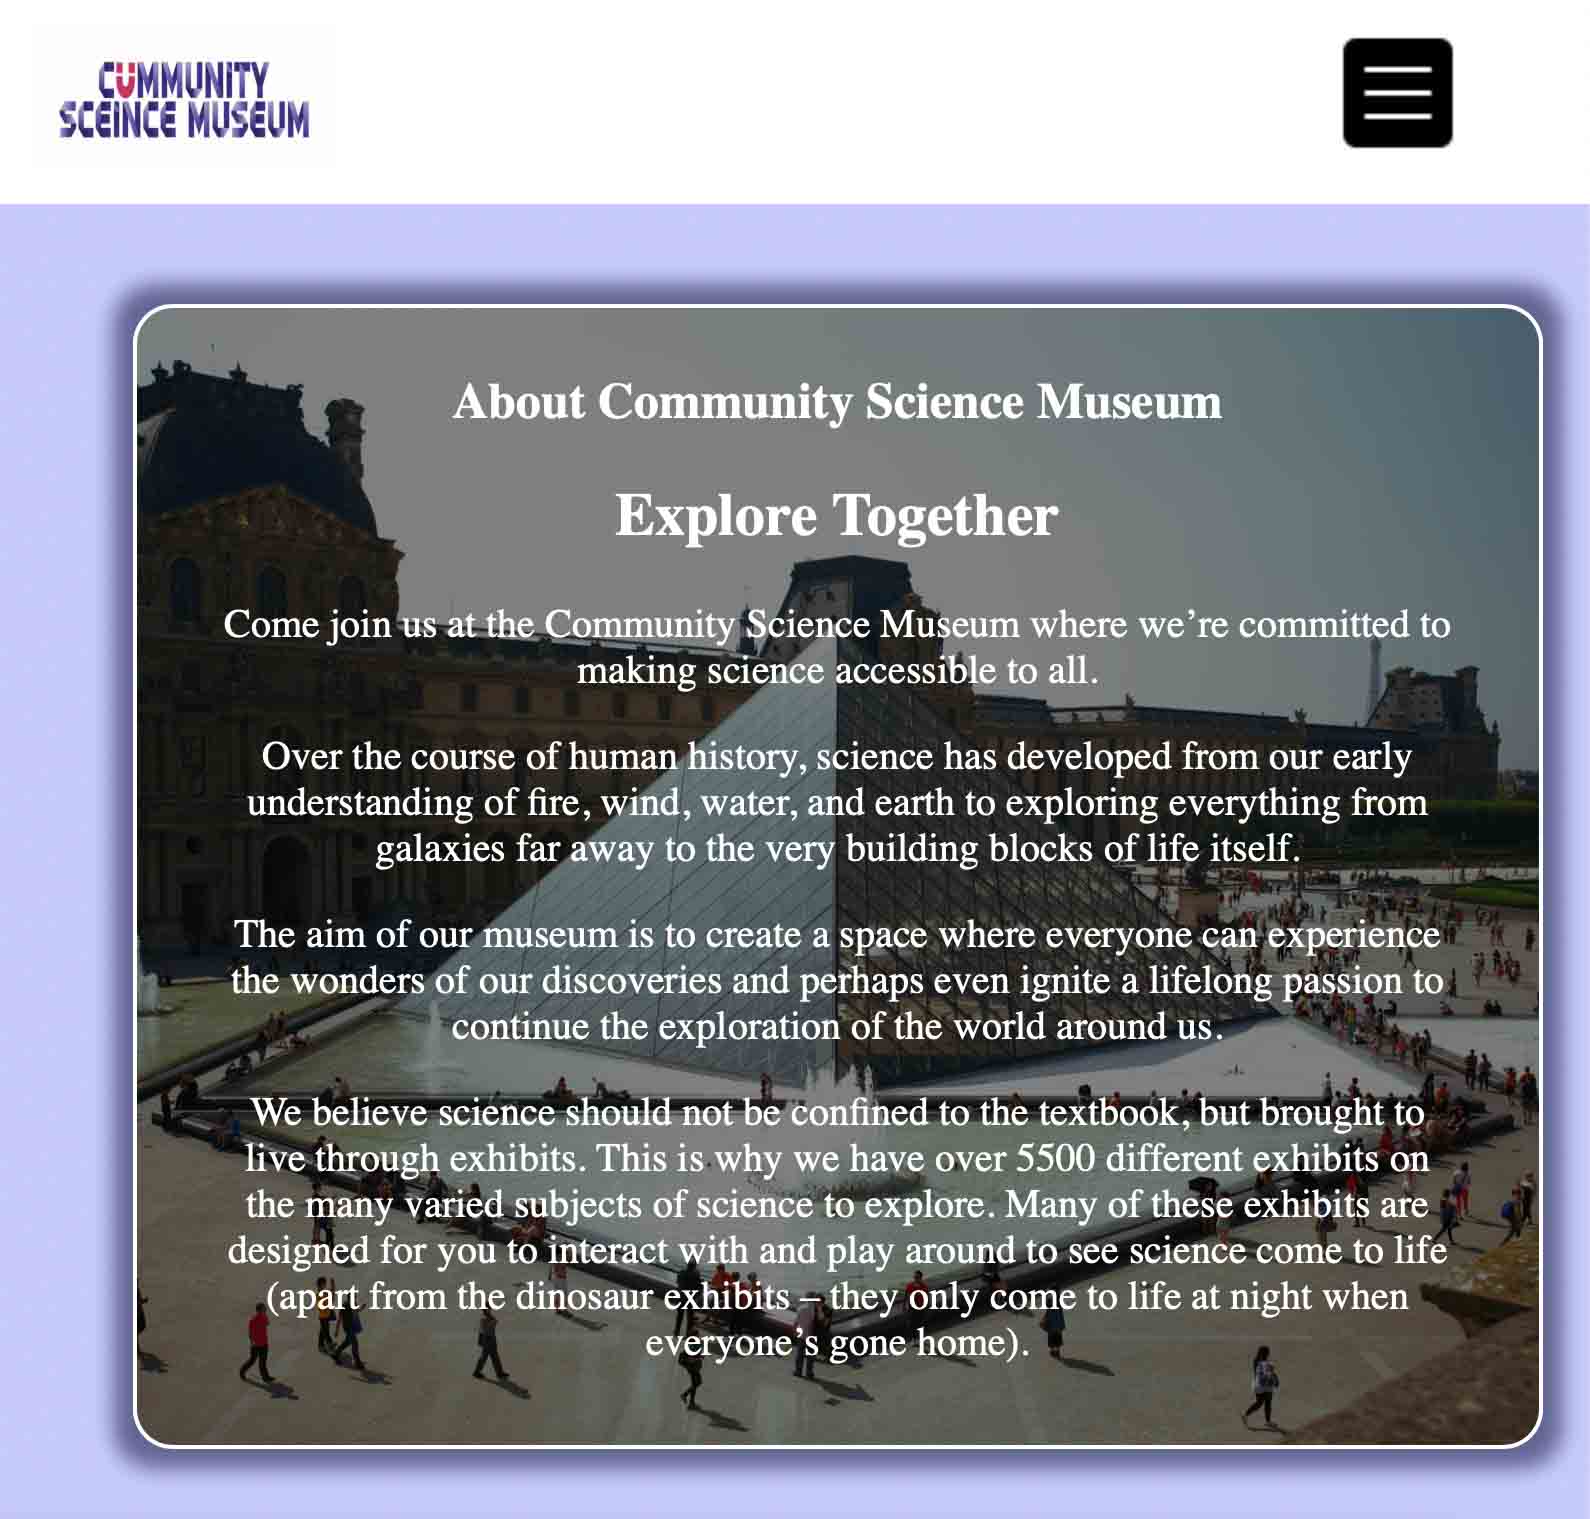 CUMMUNITY
SCEINCE MUSEUM
About Community Science Museum
Explore Together
Come join us at the Community Science Museum where we’re committed to
making science accessible to all.
Over the course of human history, science has developed from our early
understanding of fire, wind, water, and earth to exploring everything from
galaxies far away to the very building blocks of life itself.
The aim of our museum is to create a space where everyone can experience
the wonders of our discoveries and perhaps even ignite a lifelong passion to
continue the exploration of the world around us.
We believe science should not be confined to the textbook, but brought to
live through exhibits. This is why we have over 5500 different exhibits on
the many varied subjects of science to explore. Many of these exhibits are
designed for you to interact with and play around to see science come to life
(apart from the dinosaur exhibits – they only come to life at night when
everyone’s gone home).